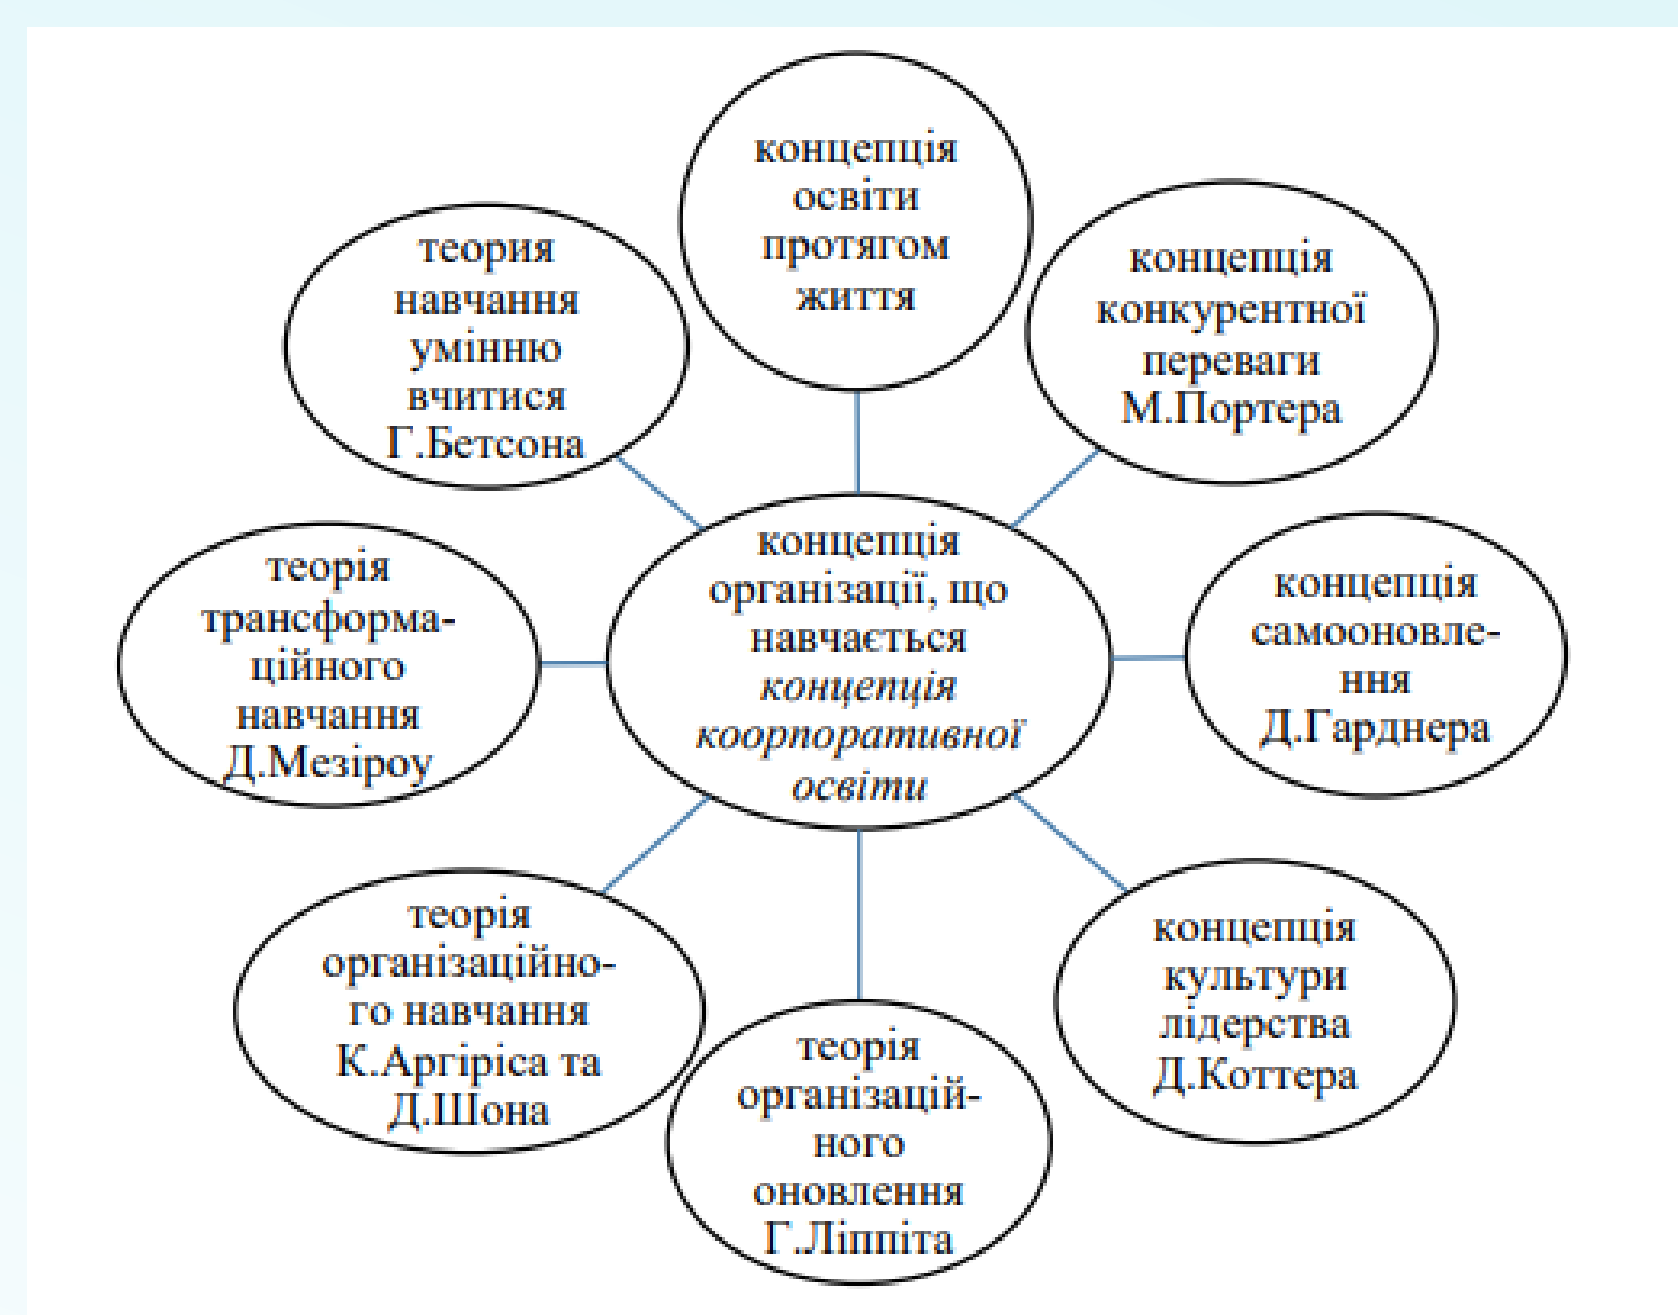 концепція
освіти
протягом
життя
теория
навчання
умінню
вчитися
Г.Бетсона
концепція
конкурентної
переваги
М.Портера
теорія
трансформа-
ційного
навчання
Д.Мезіроу
концепція
організації, що
навчається
концепція
коорпоративної
освіти
концепція
самооновле-
ння
Д.Гарднера
теорія
організаційно-
го навчання
К.Аргіріса та
Д.Шона
теорія
організацій-
ного
оновлення
Г.Ліппіта
концепція
культури
лідерства
Д.Коттера